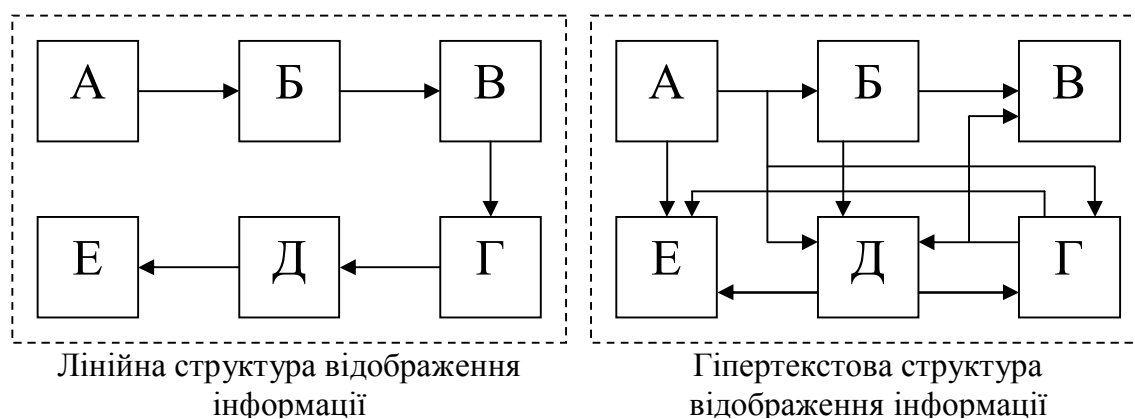 А Б В
Е Д Г
Лінійна структура відображення
інформації
А Б В
Е Д Г
Гіпертекстова структура
відображення інформації